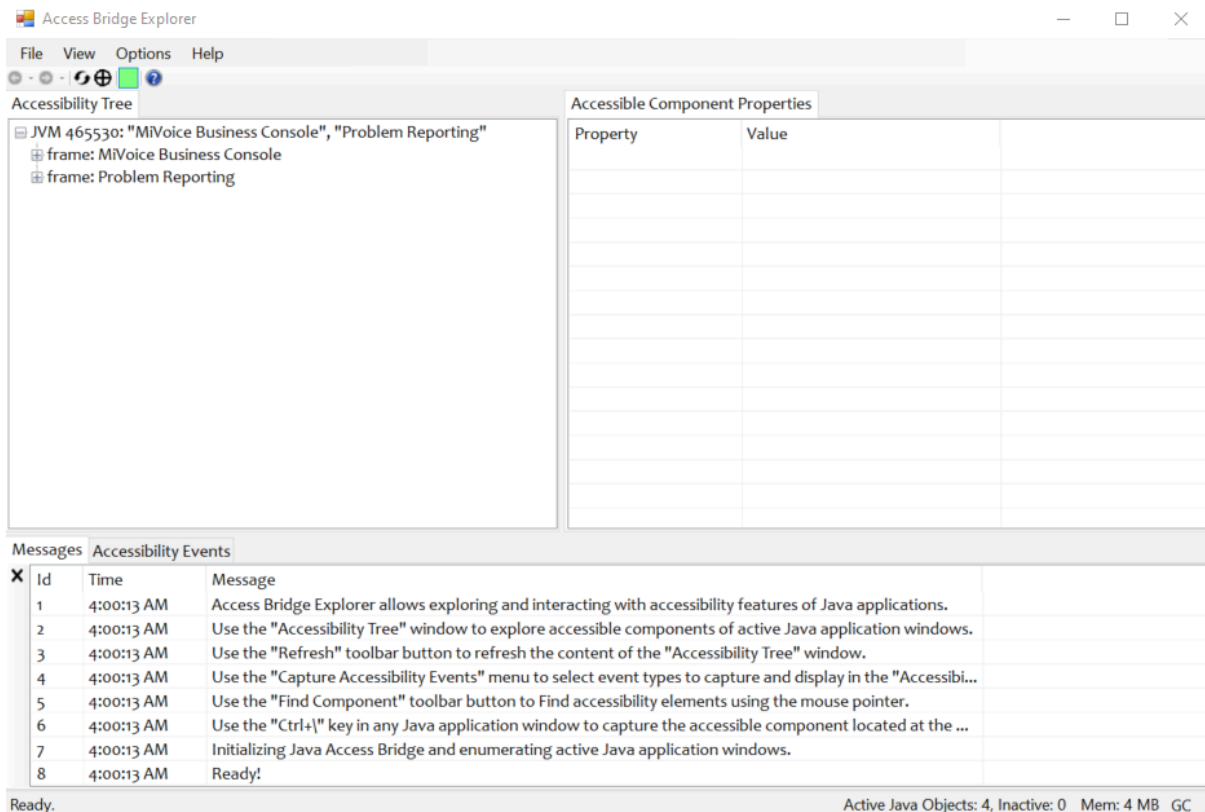 Access Bridge Explorer
File View Options Help
Accessibility Tree
JVM 465530: "MiVoice Business Console", "Problem Reporting"
frame: MiVoice Business Console
frame: Problem Reporting
Accessible Component Properties
Property Value
Messages Accessibility Events
Id Time Message
1 4:00:13 AM Access Bridge Explorer allows exploring and interacting with accessibility features of Java applications.
2 4:00:13 AM Use the "Accessibility Tree" window to explore accessible components of active Java application windows.
3 4:00:13 AM Use the "Refresh" toolbar button to refresh the content of the "Accessibility Tree" window.
4 4:00:13 AM Use the "Capture Accessibility Events" menu to select event types to capture and display in the "Accessibi...
5 4:00:13 AM Use the "Find Component" toolbar button to Find accessibility elements using the mouse pointer.
6 4:00:13 AM Use the "Ctrl+\" key in any Java application window to capture the accessible component located at the ...
7 4:00:13 AM Initializing Java Access Bridge and enumerating active Java application windows.
8 4:00:13 AM Ready!
Ready. Active Java Objects: 4, Inactive: 0 Mem: 4 MB GC